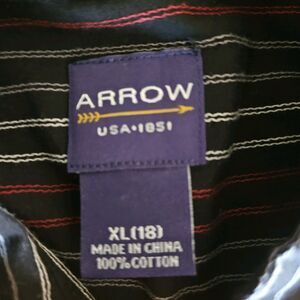 ARROW
USA•1851
XL(18)
MADE IN CHINA
100% COTTON